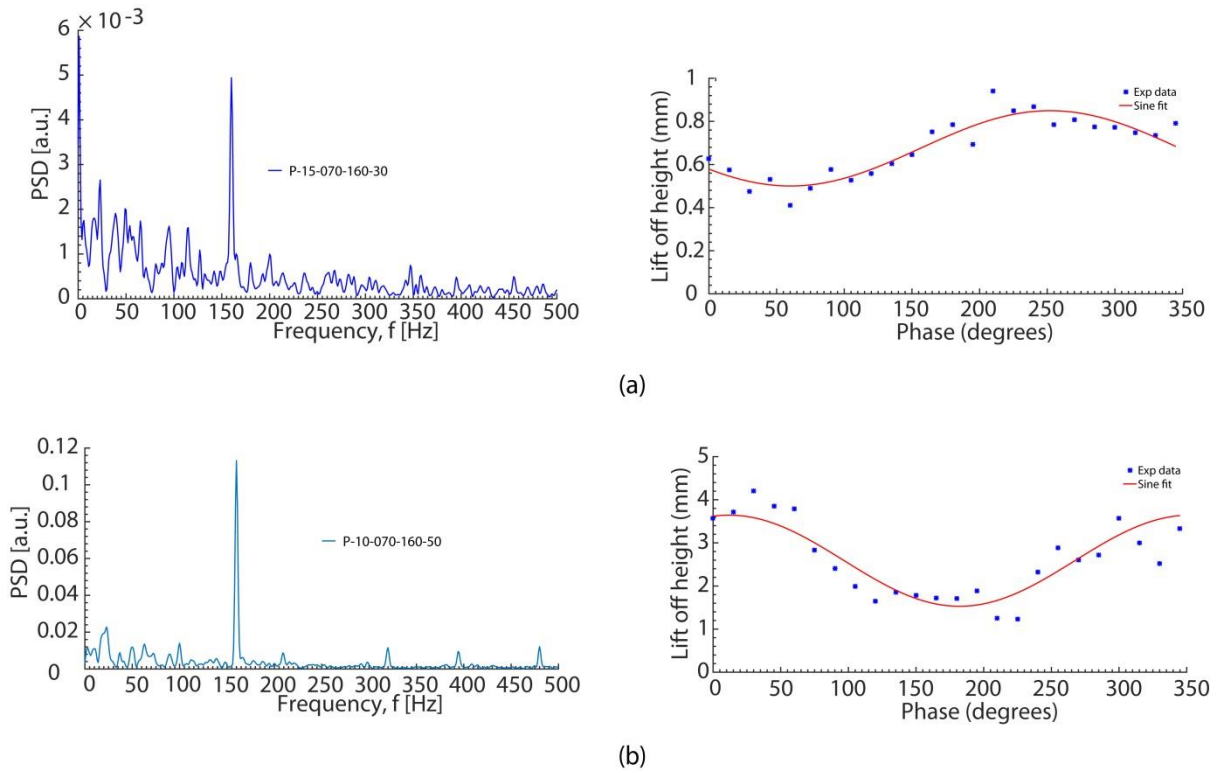 × 10⁻³
6
5
4
3
2
1
0
PSD [a.u.]
P-15-070-160-30
0 50 100 150 200 250 300 350 400 450 500
Frequency, f [Hz]
1
0.8
0.6
0.4
0.2
0
Lift off height (mm)
Exp data
Sine fit
0 50 100 150 200 250 300 350
Phase (degrees)
(a)
0.12
0.1
0.08
0.06
0.04
0.02
0
PSD [a.u.]
P-10-070-160-50
0 50 100 150 200 250 300 350 400 450 500
Frequency, f [Hz]
5
4
3
2
1
0
Lift off height (mm)
Exp data
Sine fit
0 50 100 150 200 250 300 350
Phase (degrees)
(b)